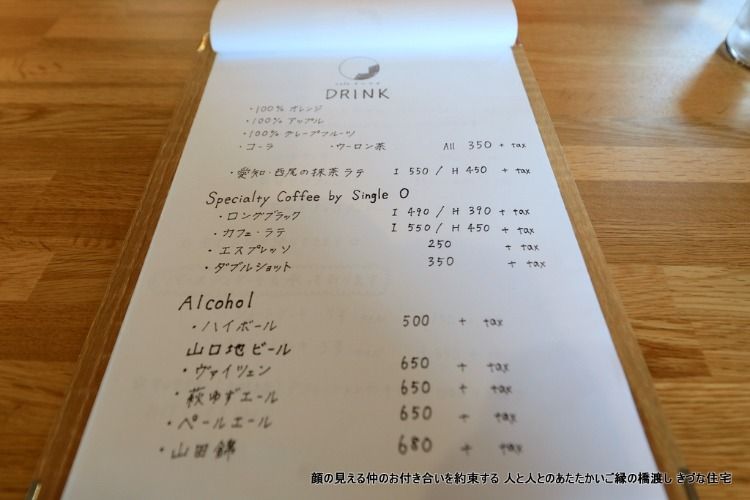 DRINK
・100% オレンジ
・100% アップル
・100% グレープフルーツ
・コーラ ・ウーロン茶 All 350 + tax
・愛知・西尾の抹茶ラテ I 550 / H 450 + tax
Specialty Coffee by Single O
・ロングブラック I 490 / H 390 + tax
・カフェ・ラテ I 550 / H 450 + tax
・エスプレッソ 250 + tax
・ダブルショット 350 + tax
Alcohol
・ハイボール 500 + tax
山口地ビール
・ヴァイツェン 650 + tax
・萩ゆずエール 650 + tax
・ペールエール 650 + tax
・山田錦 680 + tax
顔の見える仲のお付き合いを約束する 人と人とのあたたかいご縁の橋渡し きづな住宅